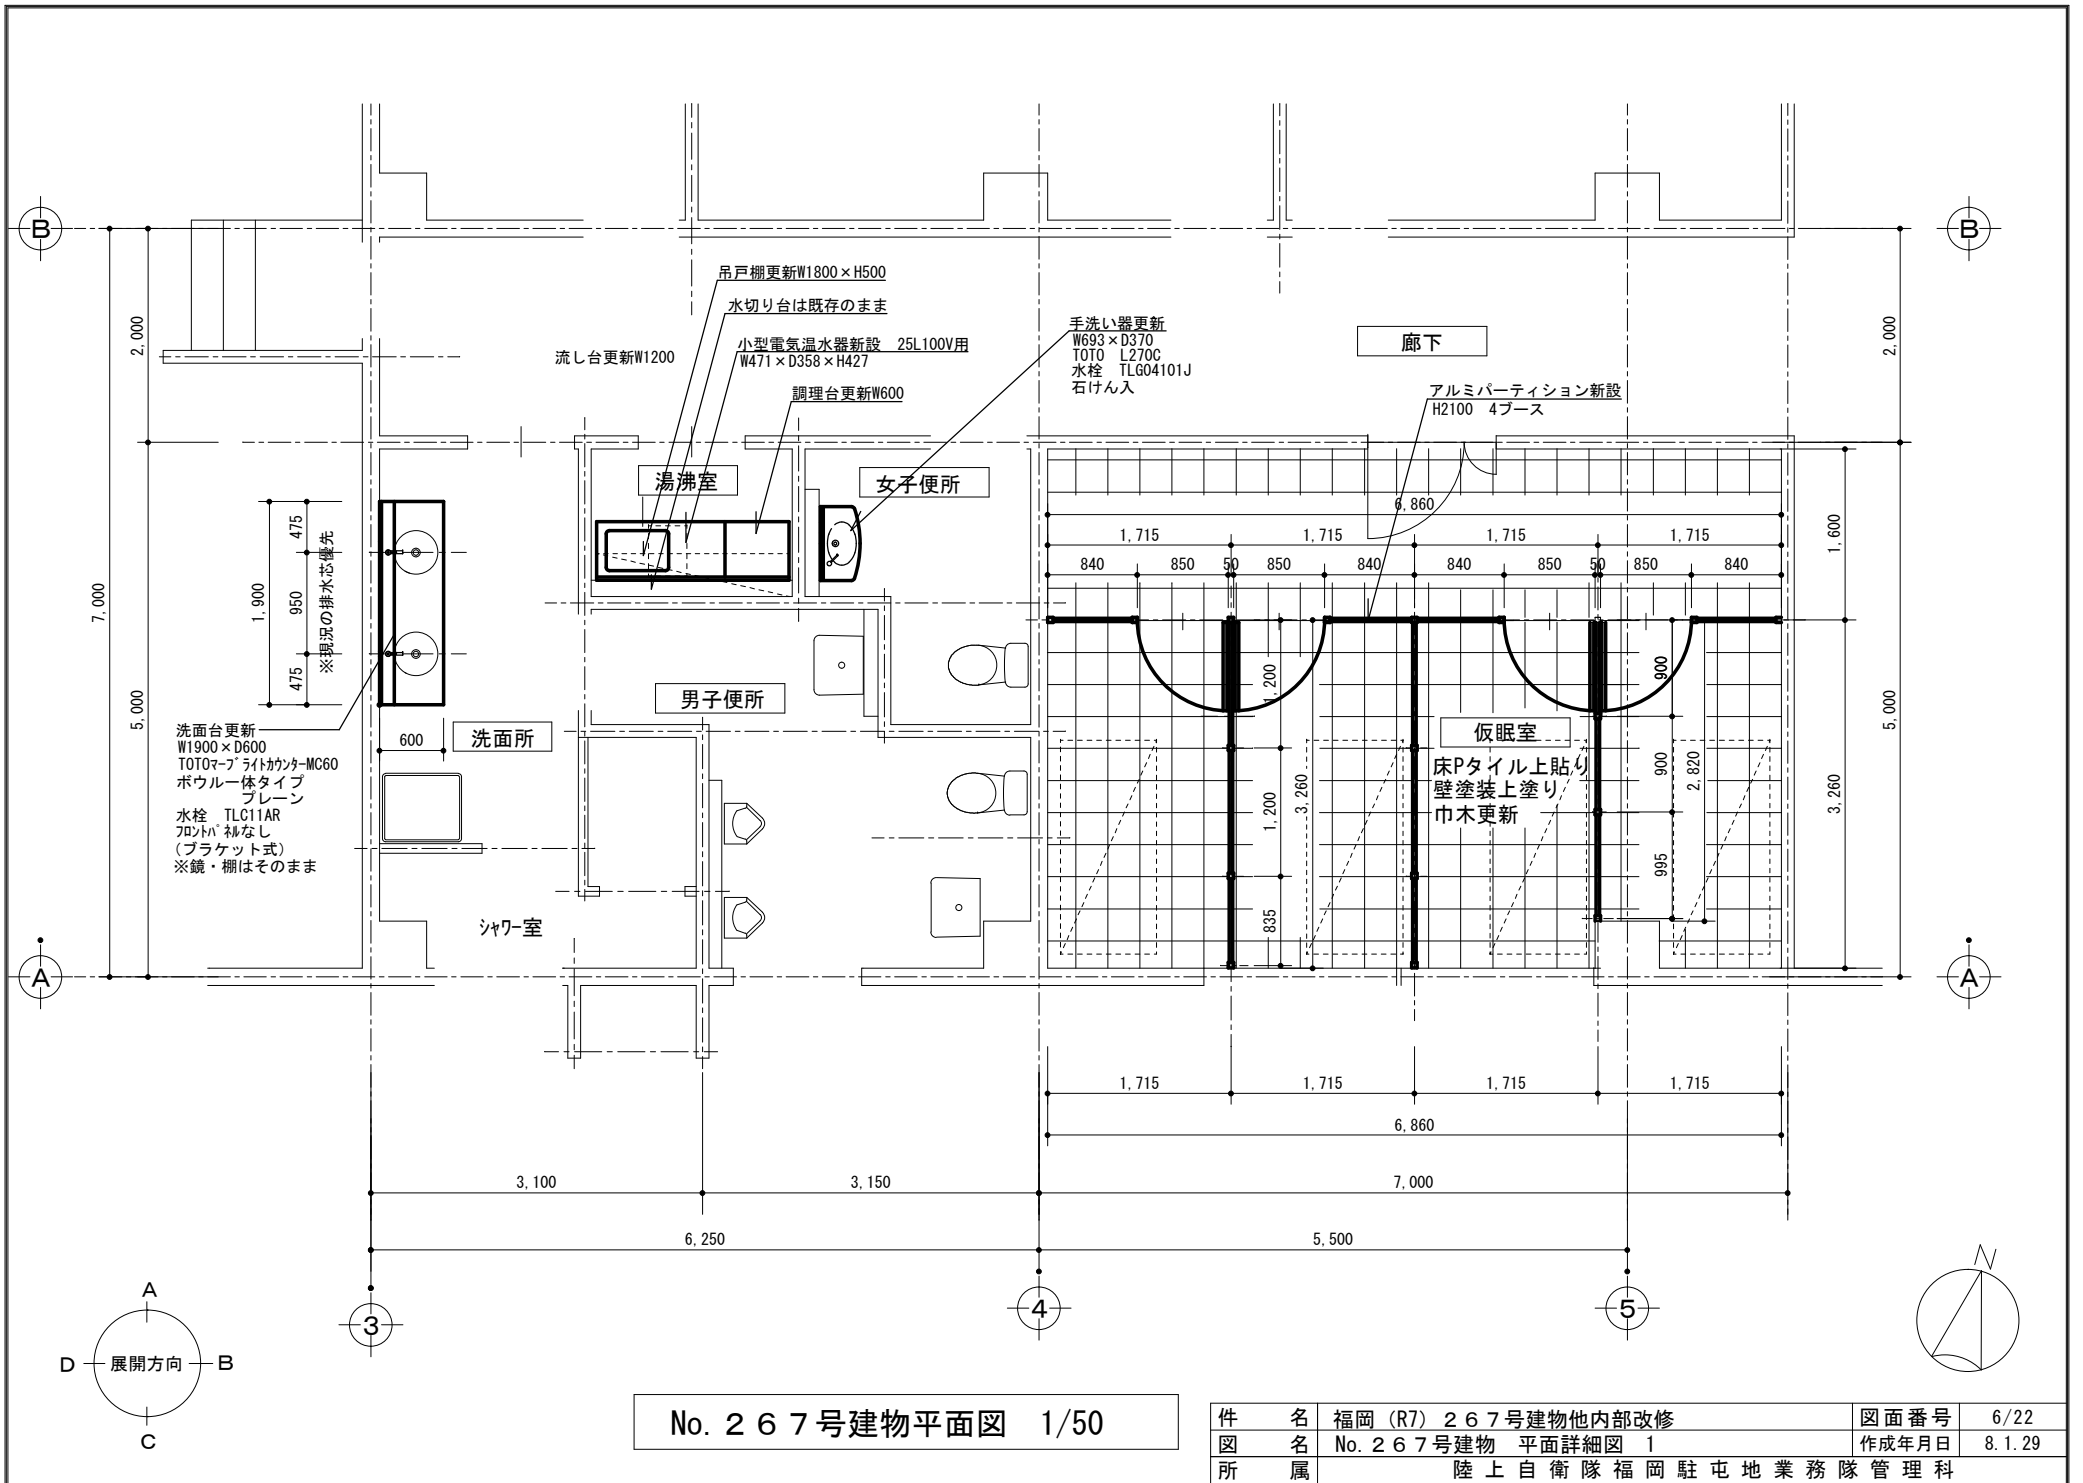 B
B
2,000
7,000
5,000
吊戸棚更新W1800×H500
水切り台は既存のまま
小型電気温水器新設 25L100V用
W471×D358×H427
流し台更新W1200
調理台更新W600
手洗い器更新
W693×D370
TOTO L270C
水栓 TLG04101J
石けん入
廊下
アルミパーティション新設
H2100 4ブース
2,000
湯沸室
女子便所
6,860
1,715
1,715
1,715
1,715
840
850
50
850
840
840
850
50
850
840
1,600
475
950
475
1,900
※現況の排水芯優先
男子便所
洗面所
600
洗面台更新
W1900×D600
TOTOマーブライトカウンターMC60
ボウル一体タイプ
プレーン
水栓 TLC11AR
フロントパネルなし
(ブラケット式)
※鏡・棚はそのまま
シャワー室
1,200
1,200
835
3,260
仮眠室
床Pタイル上貼り
壁塗装上塗り
巾木更新
900
900
995
2,820
3,260
5,000
A
A
1,715
1,715
1,715
1,715
6,860
3,100
3,150
7,000
6,250
5,500
3
4
5
N
A
D
展開方向
B
C
No.267号建物平面図 1/50
件名 福岡(R7)267号建物他内部改修 図面番号 6/22
図名 No.267号建物 平面詳細図 1 作成年月日 8.1.29
所属 陸上自衛隊福岡駐屯地業務隊管理科